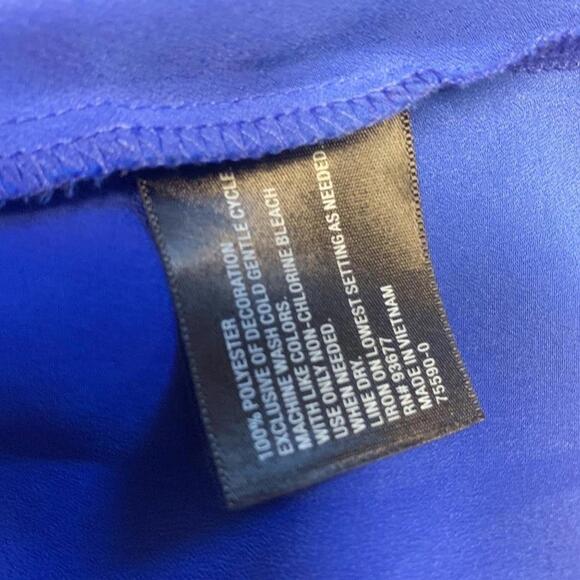 100% POLYESTER
EXCLUSIVE OF DECORATION
MACHINE WASH COLD GENTLE CYCLE
WITH LIKE COLORS.
USE ONLY NON-CHLORINE BLEACH
WHEN NEEDED.
LINE DRY.
IRON ON LOWEST SETTING AS NEEDED.
RN# 93677
MADE IN VIETNAM
75590-0